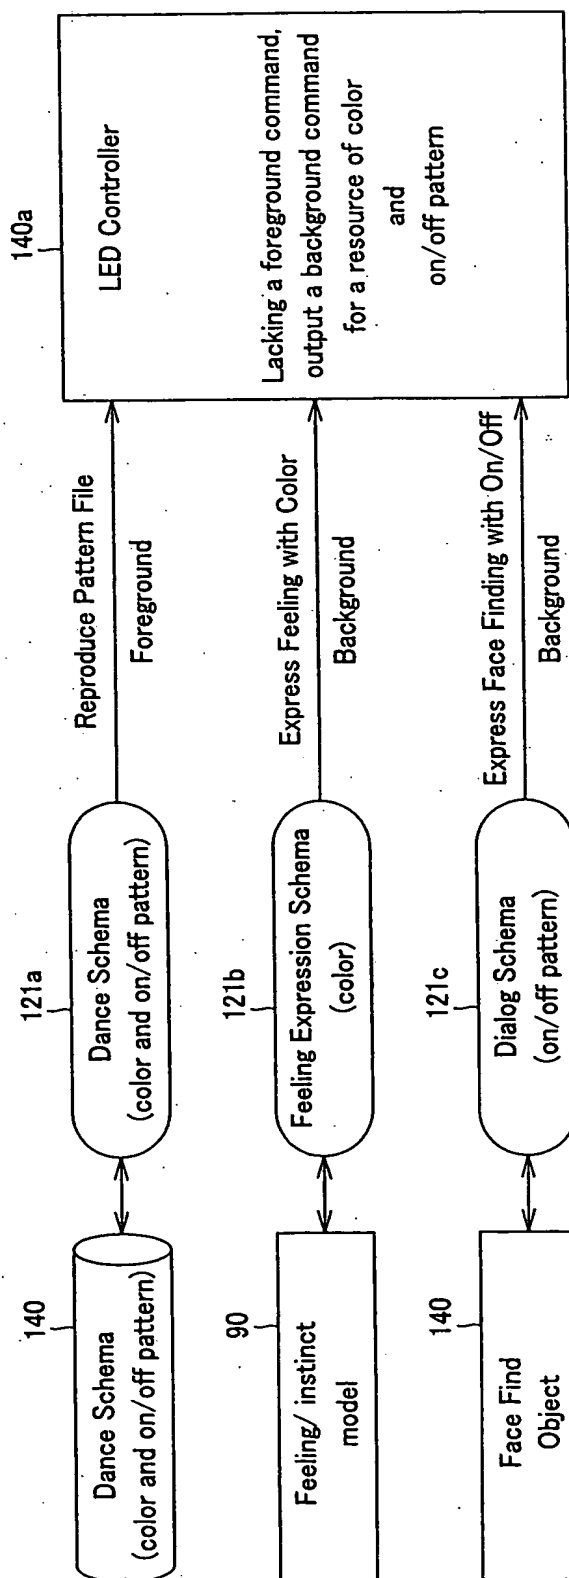 140
Dance Schema
(color and on/off pattern)
121a
Dance Schema
(color and on/off pattern)
Reproduce Pattern File
Foreground
90
Feeling/ instinct
model
121b
Feeling Expression Schema
(color)
Express Feeling with Color
Background
140
Face Find
Object
121c
Dialog Schema
(on/off pattern)
Express Face Finding with On/Off
Background
140a
LED Controller
Lacking a foreground command,
output a background command
for a resource of color
and
on/off pattern